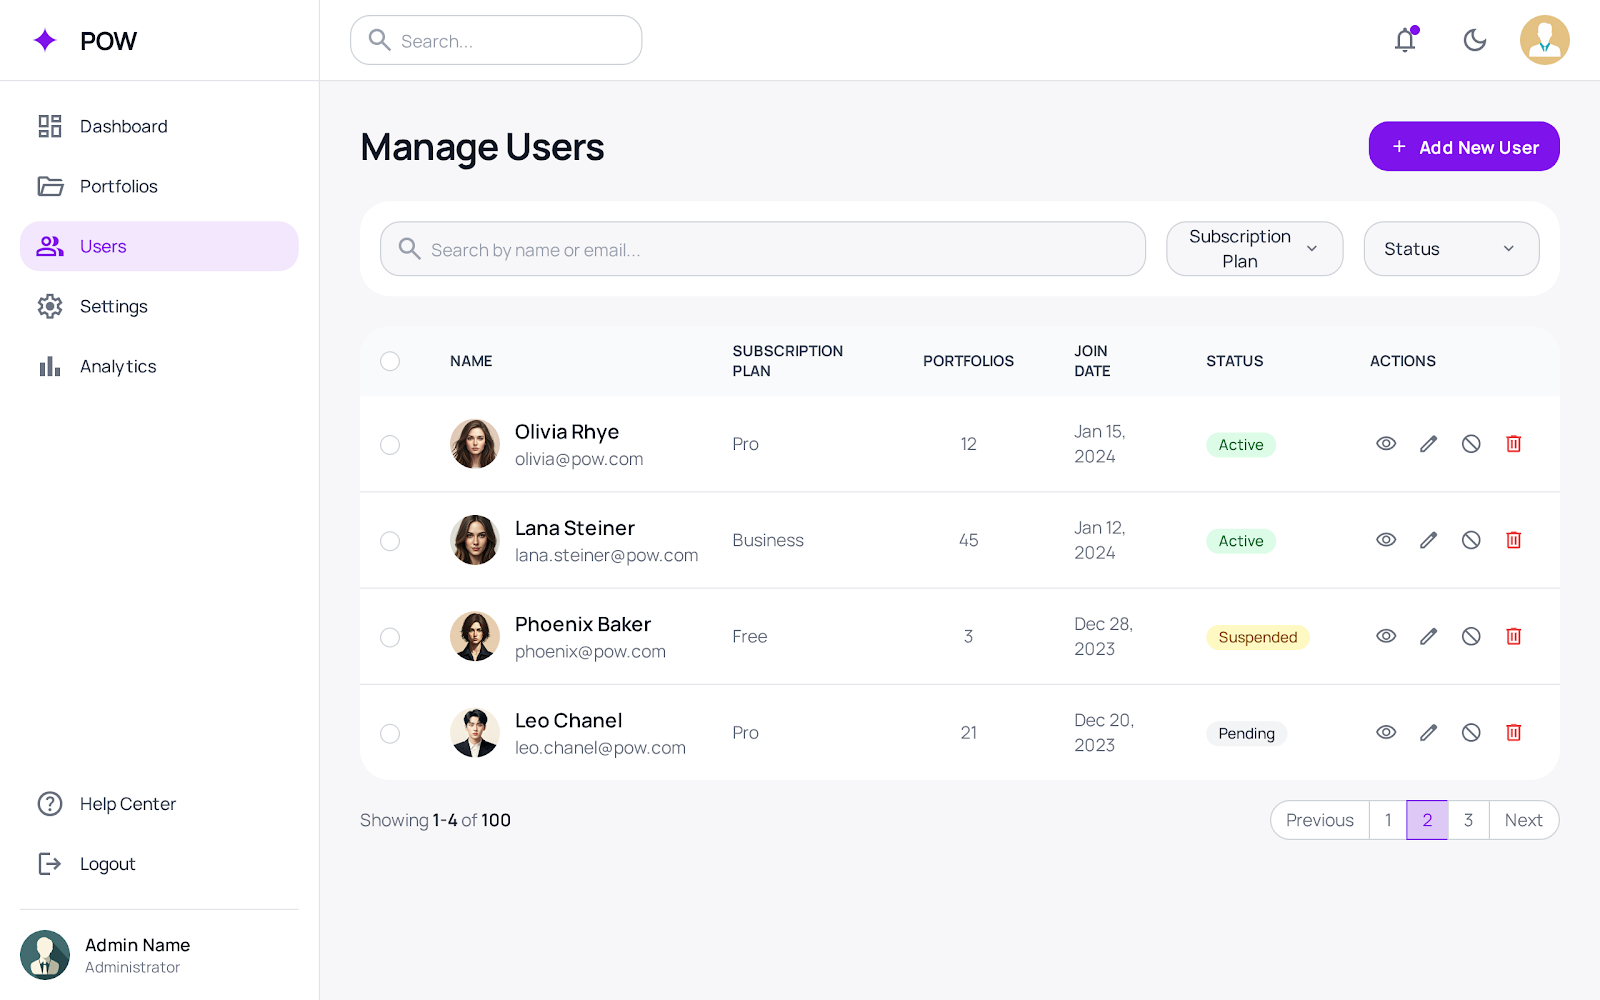 POW
Search...
Dashboard
Portfolios
Users
Settings
Analytics
Help Center
Logout
Admin Name
Administrator
Manage Users
+ Add New User
Search by name or email...
Subscription
Plan
Status
NAME
SUBSCRIPTION
PLAN
PORTFOLIOS
JOIN
DATE
STATUS
ACTIONS
Olivia Rhye
olivia@pow.com
Pro
12
Jan 15,
2024
Active
Lana Steiner
lana.steiner@pow.com
Business
45
Jan 12,
2024
Active
Phoenix Baker
phoenix@pow.com
Free
3
Dec 28,
2023
Suspended
Leo Chanel
leo.chanel@pow.com
Pro
21
Dec 20,
2023
Pending
Showing 1-4 of 100
Previous 1 2 3 Next